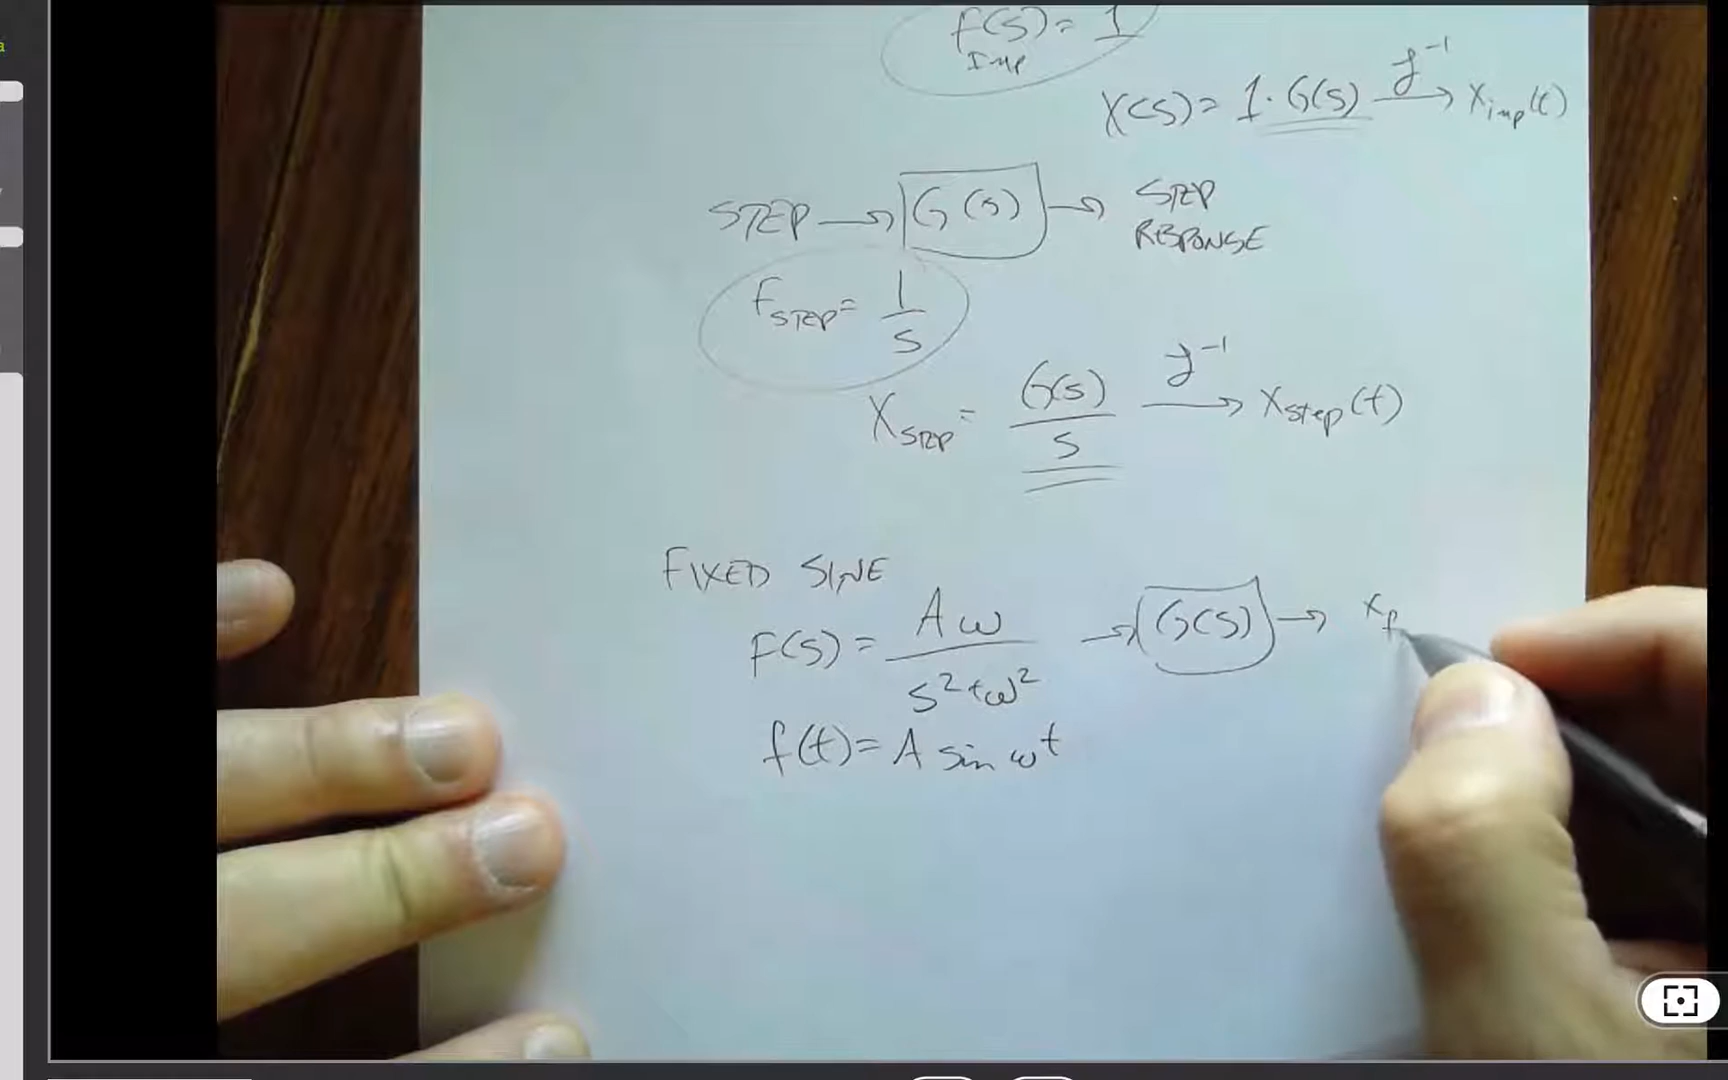 F(s) = 1
Imp
X(s) = 1 · G(s) ℒ⁻¹ → x_imp(t)
STEP → G(s) → STEP RESPONSE
F_STEP = 1/s
X_STEP = G(s)/s ℒ⁻¹ → x_step(t)
FIXED SINE
F(s) = Aω/(s²+ω²) → G(s) → x_f
f(t) = A sin ωt